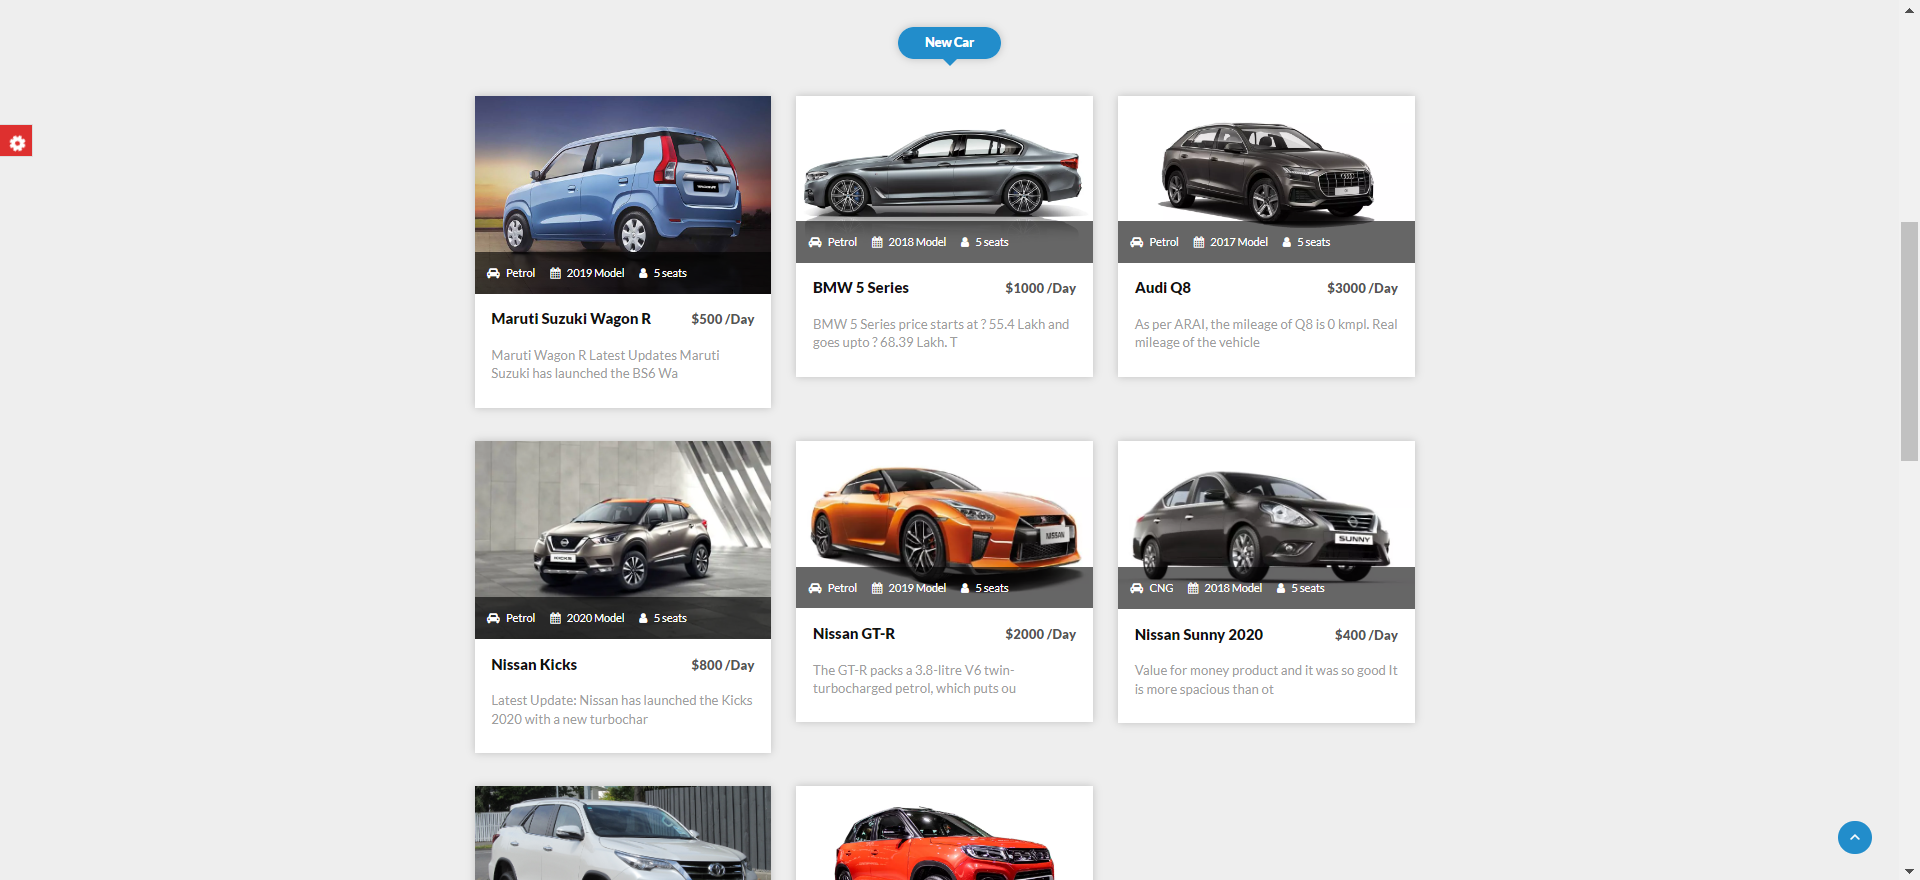 New Car
WAGONR
Petrol 2019 Model 5 seats
Maruti Suzuki Wagon R $500 /Day
Maruti Wagon R Latest Updates Maruti
Suzuki has launched the BS6 Wa
Petrol 2018 Model 5 seats
BMW 5 Series $1000 /Day
BMW 5 Series price starts at ? 55.4 Lakh and
goes upto ? 68.39 Lakh. T
Petrol 2017 Model 5 seats
Audi Q8 $3000 /Day
As per ARAI, the mileage of Q8 is 0 kmpl. Real
mileage of the vehicle
KICKS
Petrol 2020 Model 5 seats
Nissan Kicks $800 /Day
Latest Update: Nissan has launched the Kicks
2020 with a new turbochar
NISSAN
Petrol 2019 Model 5 seats
Nissan GT-R $2000 /Day
The GT-R packs a 3.8-litre V6 twin-
turbocharged petrol, which puts ou
SUNNY
CNG 2018 Model 5 seats
Nissan Sunny 2020 $400 /Day
Value for money product and it was so good It
is more spacious than ot